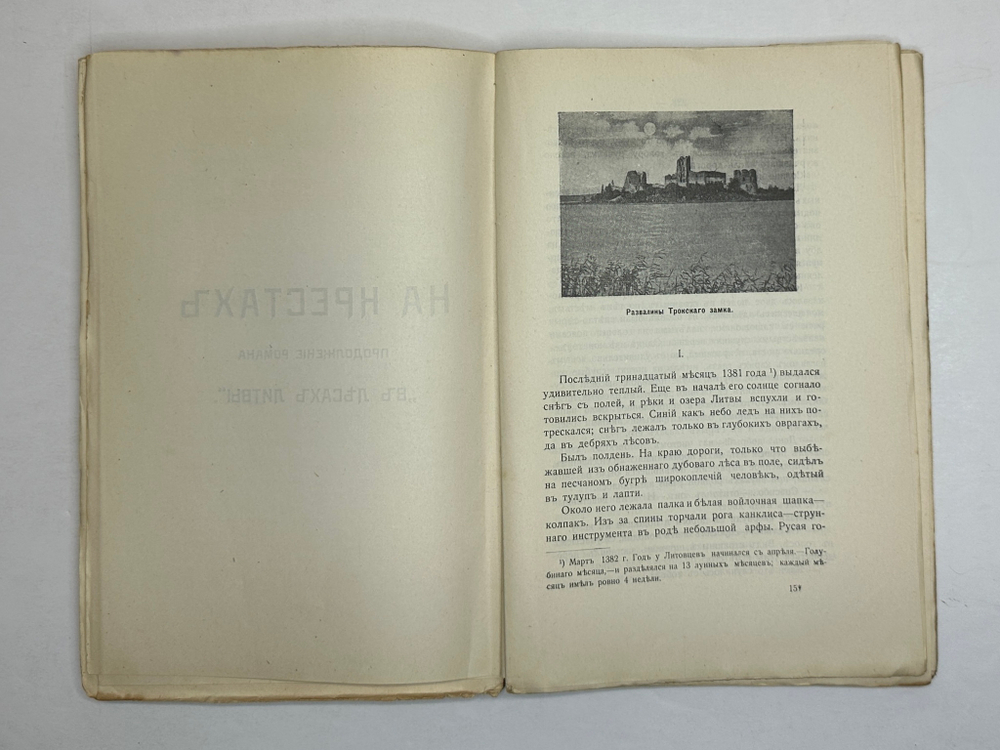 НА КРЕСТАХЪ
ПРОДОЛЖЕНІЕ РОМАНА
„ВЪ ЛѢСАХЪ ЛИТВЫ“
Развалины Трокскаго замка.
I.
Послѣдній тринадцатый мѣсяцъ 1381 года ¹) выдался
удивительно теплый. Еще въ началѣ его солнце согнало
снѣгъ съ полей, и рѣки и озера Литвы вспухли и го-
товились вскрыться. Синій какъ небо ледъ на нихъ по-
трескался; снѣгъ лежалъ только въ глубокихъ оврагахъ,
да въ дебряхъ лѣсовъ.
Былъ полдень. На краю дороги, только что выбѣ-
жавшей изъ обнаженнаго дубоваго лѣса въ поле, сидѣлъ
на песчаномъ бугрѣ широкоплечій человѣкъ, одѣтый
въ тулупъ и лапти.
Около него лежала палка и бѣлая войлочная шапка—
колпакъ. Изъ за спины торчали рога канклиса—струн-
наго инструмента въ родѣ небольшой арфы. Русая го-
¹) Мартъ 1382 г. Годъ у Литовцевъ начинался съ апрѣля.—Голу-
бинаго мѣсяца,—и раздѣлялся на 13 лунныхъ мѣсяцевъ; каждый мѣ-
сяцъ имѣлъ ровно 4 недѣли.
15*